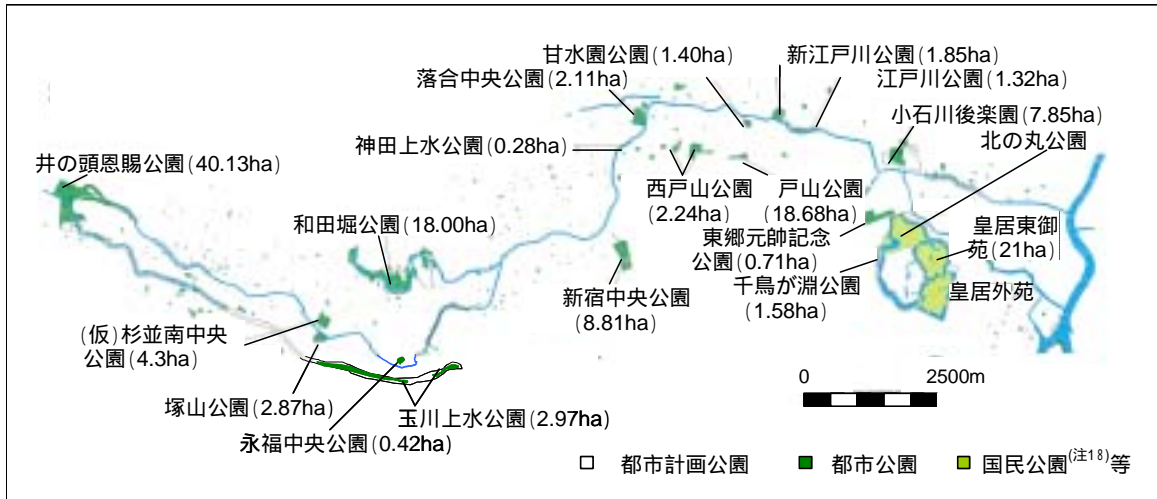 甘水園公園(1.40ha)
新江戸川公園(1.85ha)
落合中央公園(2.11ha)
江戸川公園(1.32ha)
小石川後楽園(7.85ha)
神田上水公園(0.28ha)
北の丸公園
井の頭恩賜公園(40.13ha)
西戸山公園
(2.24ha)
戸山公園
(18.68ha)
和田堀公園(18.00ha)
東郷元帥記念
公園(0.71ha)
皇居東御
苑(21ha)
新宿中央公園
(8.81ha)
千鳥が淵公園
(1.58ha)
皇居外苑
(仮)杉並南中央
公園(4.3ha)
塚山公園(2.87ha)
玉川上水公園(2.97ha)
永福中央公園(0.42ha)
0 2500m
都市計画公園 都市公園 国民公園(注18)等